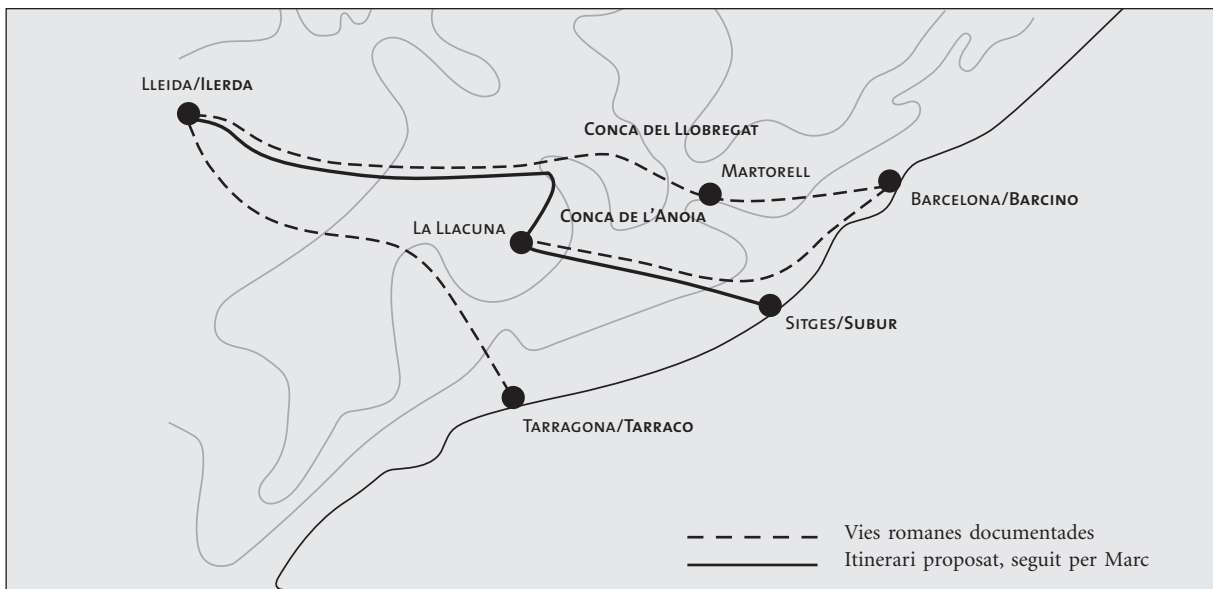 Lleida/Ilerda
Conca del Llobregat
Martorell
Barcelona/Barcino
Conca de l'Anoia
La Llacuna
Sitges/Subur
Tarragona/Tarraco
Vies romanes documentades
Itinerari proposat, seguit per Marc